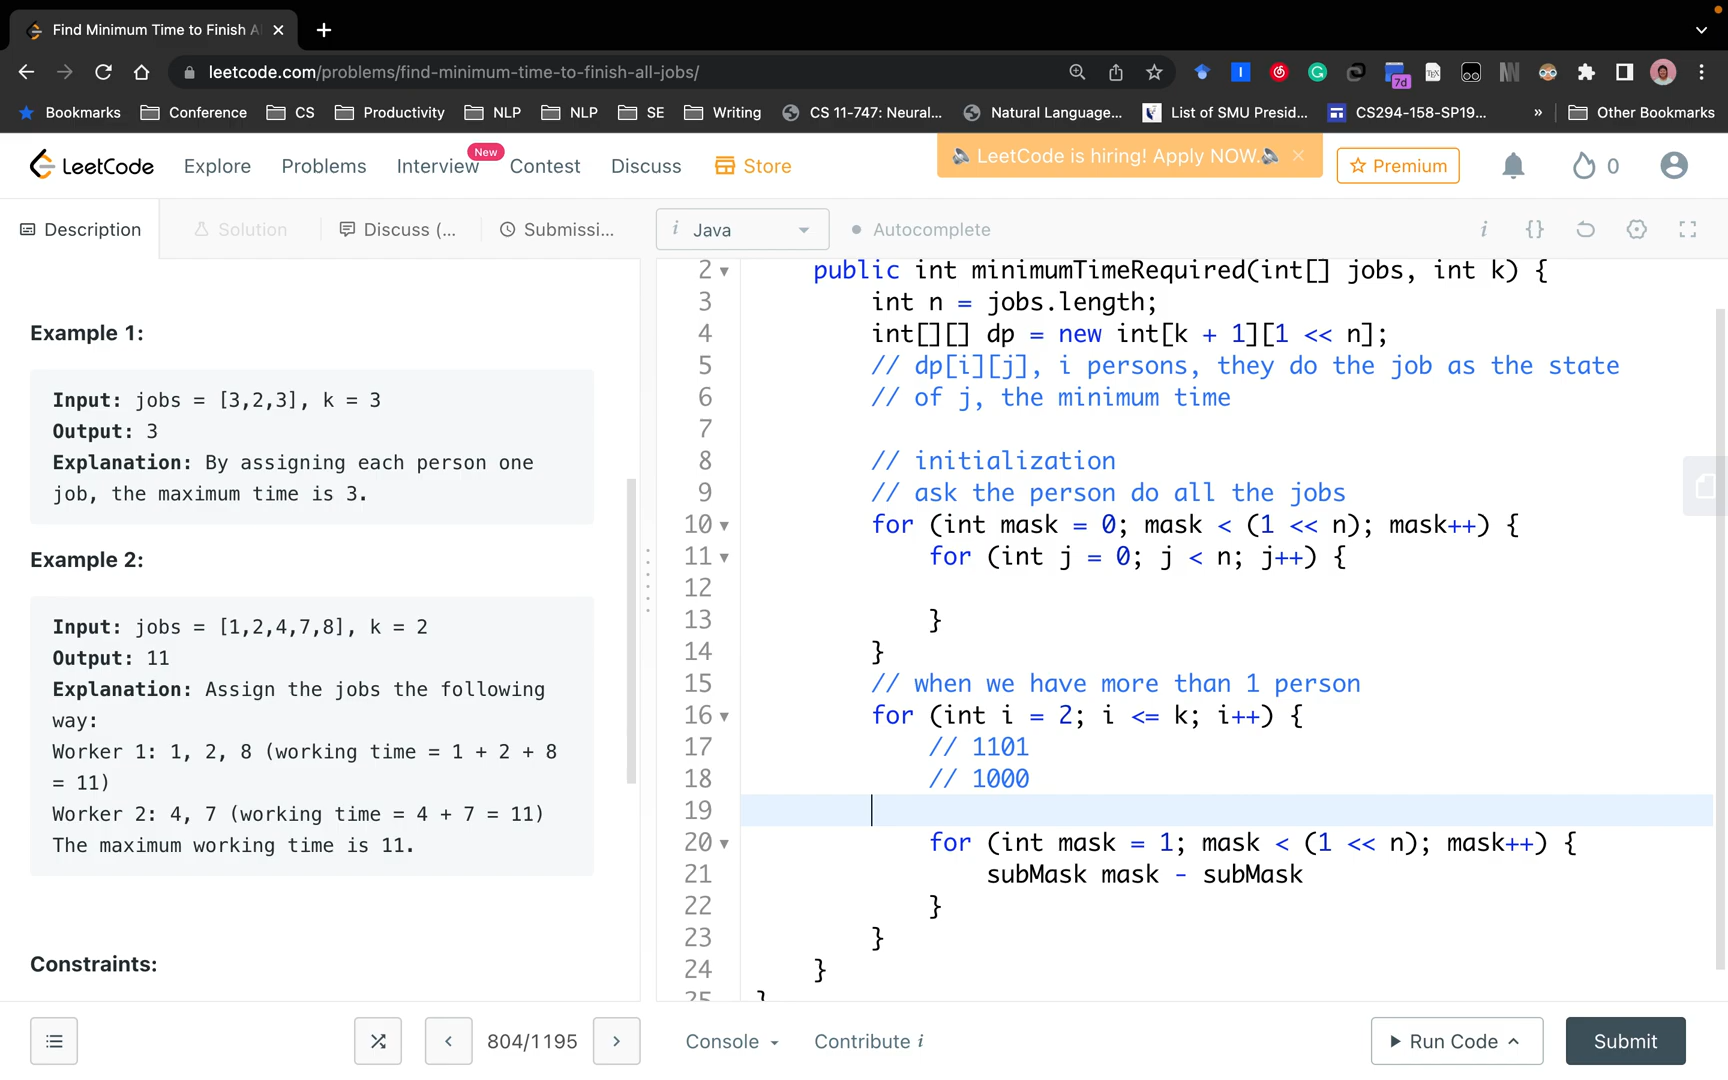 Find Minimum Time to Finish A
leetcode.com/problems/find-minimum-time-to-finish-all-jobs/
7d
Bookmarks Conference CS Productivity NLP NLP SE Writing CS 11-747: Neural... Natural Language... List of SMU Presid... CS294-158-SP19... » Other Bookmarks
LeetCode Explore Problems Interview New Contest Discuss Store LeetCode is hiring! Apply NOW. Premium 0
Description Solution Discuss (... Submissi... i Java Autocomplete i {}
Example 1:
Input: jobs = [3,2,3], k = 3
Output: 3
Explanation: By assigning each person one
job, the maximum time is 3.
Example 2:
Input: jobs = [1,2,4,7,8], k = 2
Output: 11
Explanation: Assign the jobs the following
way:
Worker 1: 1, 2, 8 (working time = 1 + 2 + 8
= 11)
Worker 2: 4, 7 (working time = 4 + 7 = 11)
The maximum working time is 11.
Constraints:
2 public int minimumTimeRequired(int[] jobs, int k) {
3 int n = jobs.length;
4 int[][] dp = new int[k + 1][1 << n];
5 // dp[i][j], i persons, they do the job as the state
6 // of j, the minimum time
7
8 // initialization
9 // ask the person do all the jobs
10 for (int mask = 0; mask < (1 << n); mask++) {
11 for (int j = 0; j < n; j++) {
12
13 }
14 }
15 // when we have more than 1 person
16 for (int i = 2; i <= k; i++) {
17 // 1101
18 // 1000
19
20 for (int mask = 1; mask < (1 << n); mask++) {
21 subMask mask - subMask
22 }
23 }
24 }
25 }
804/1195 Console Contribute i Run Code Submit